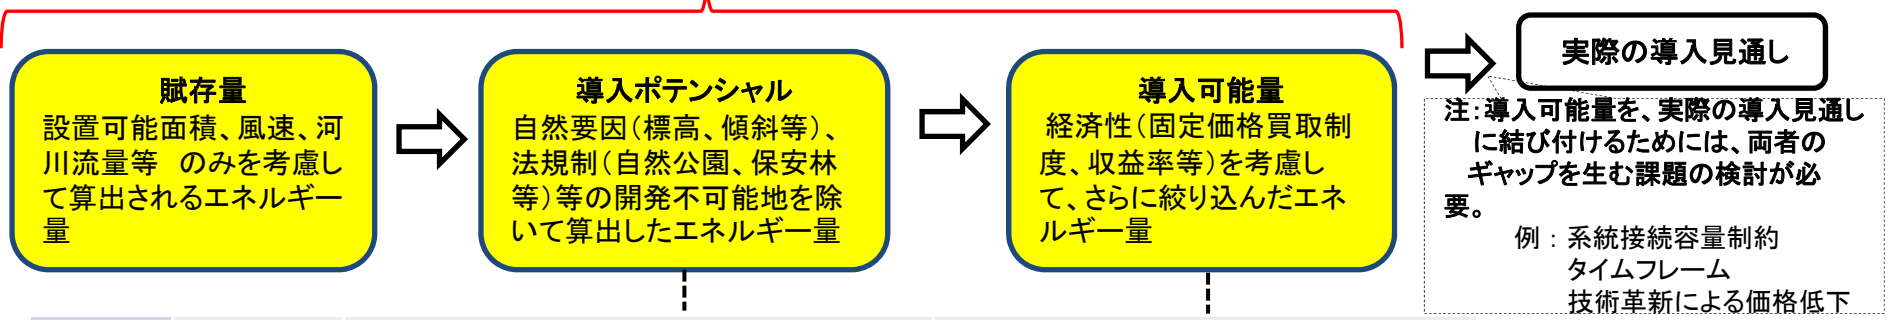 賦存量
設置可能面積、風速、河
川流量等　のみを考慮し
て算出されるエネルギー
量
導入ポテンシャル
自然要因(標高、傾斜等)、
法規制(自然公園、保安林
等)等の開発不可能地を除
いて算出したエネルギー量
導入可能量
経済性(固定価格買取制
度、収益率等)を考慮し
て、さらに絞り込んだエネ
ルギー量
実際の導入見通し
注:導入可能量を、実際の導入見通し
に結び付けるためには、両者の
ギャップを生む課題の検討が必
要。
例：系統接続容量制約
タイムフレーム
技術革新による価格低下